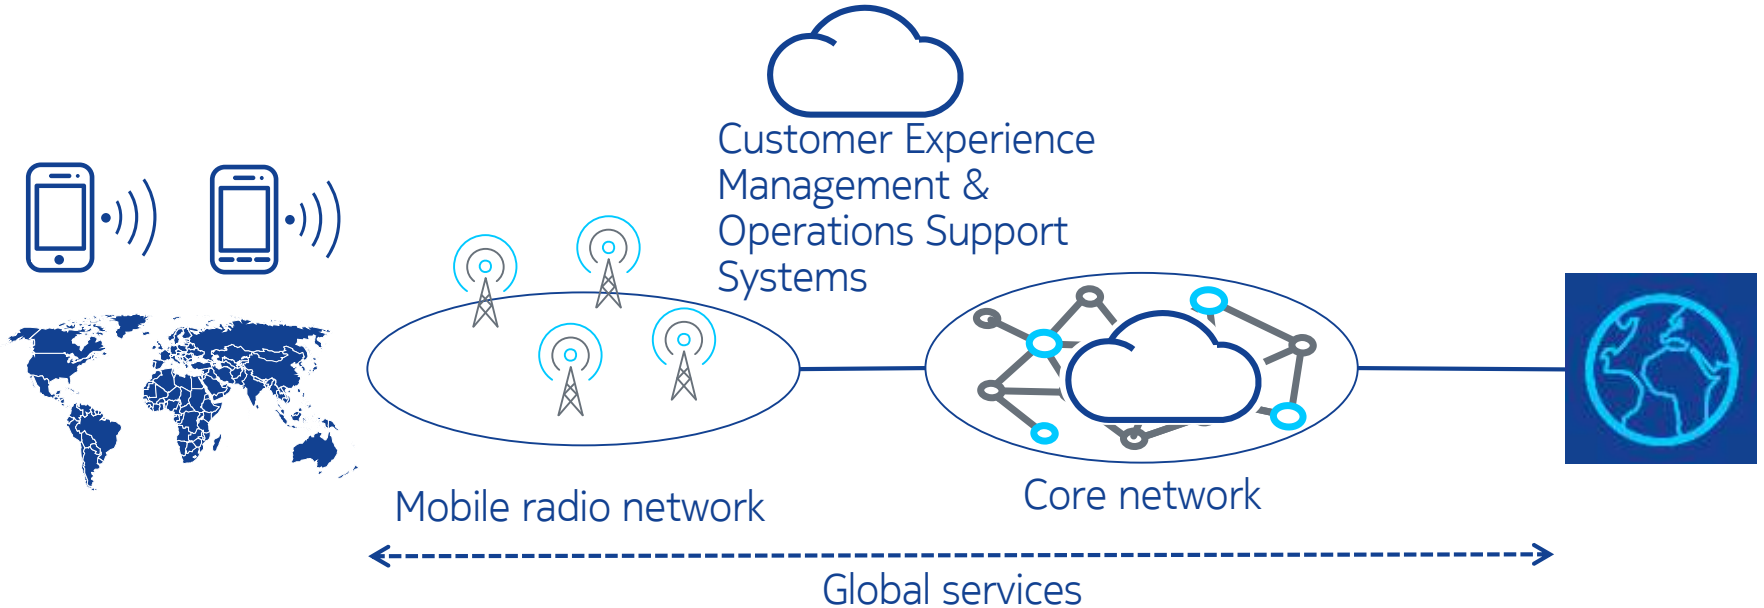 Customer Experience
Management &
Operations Support
Systems
Mobile radio network
Core network
Global services